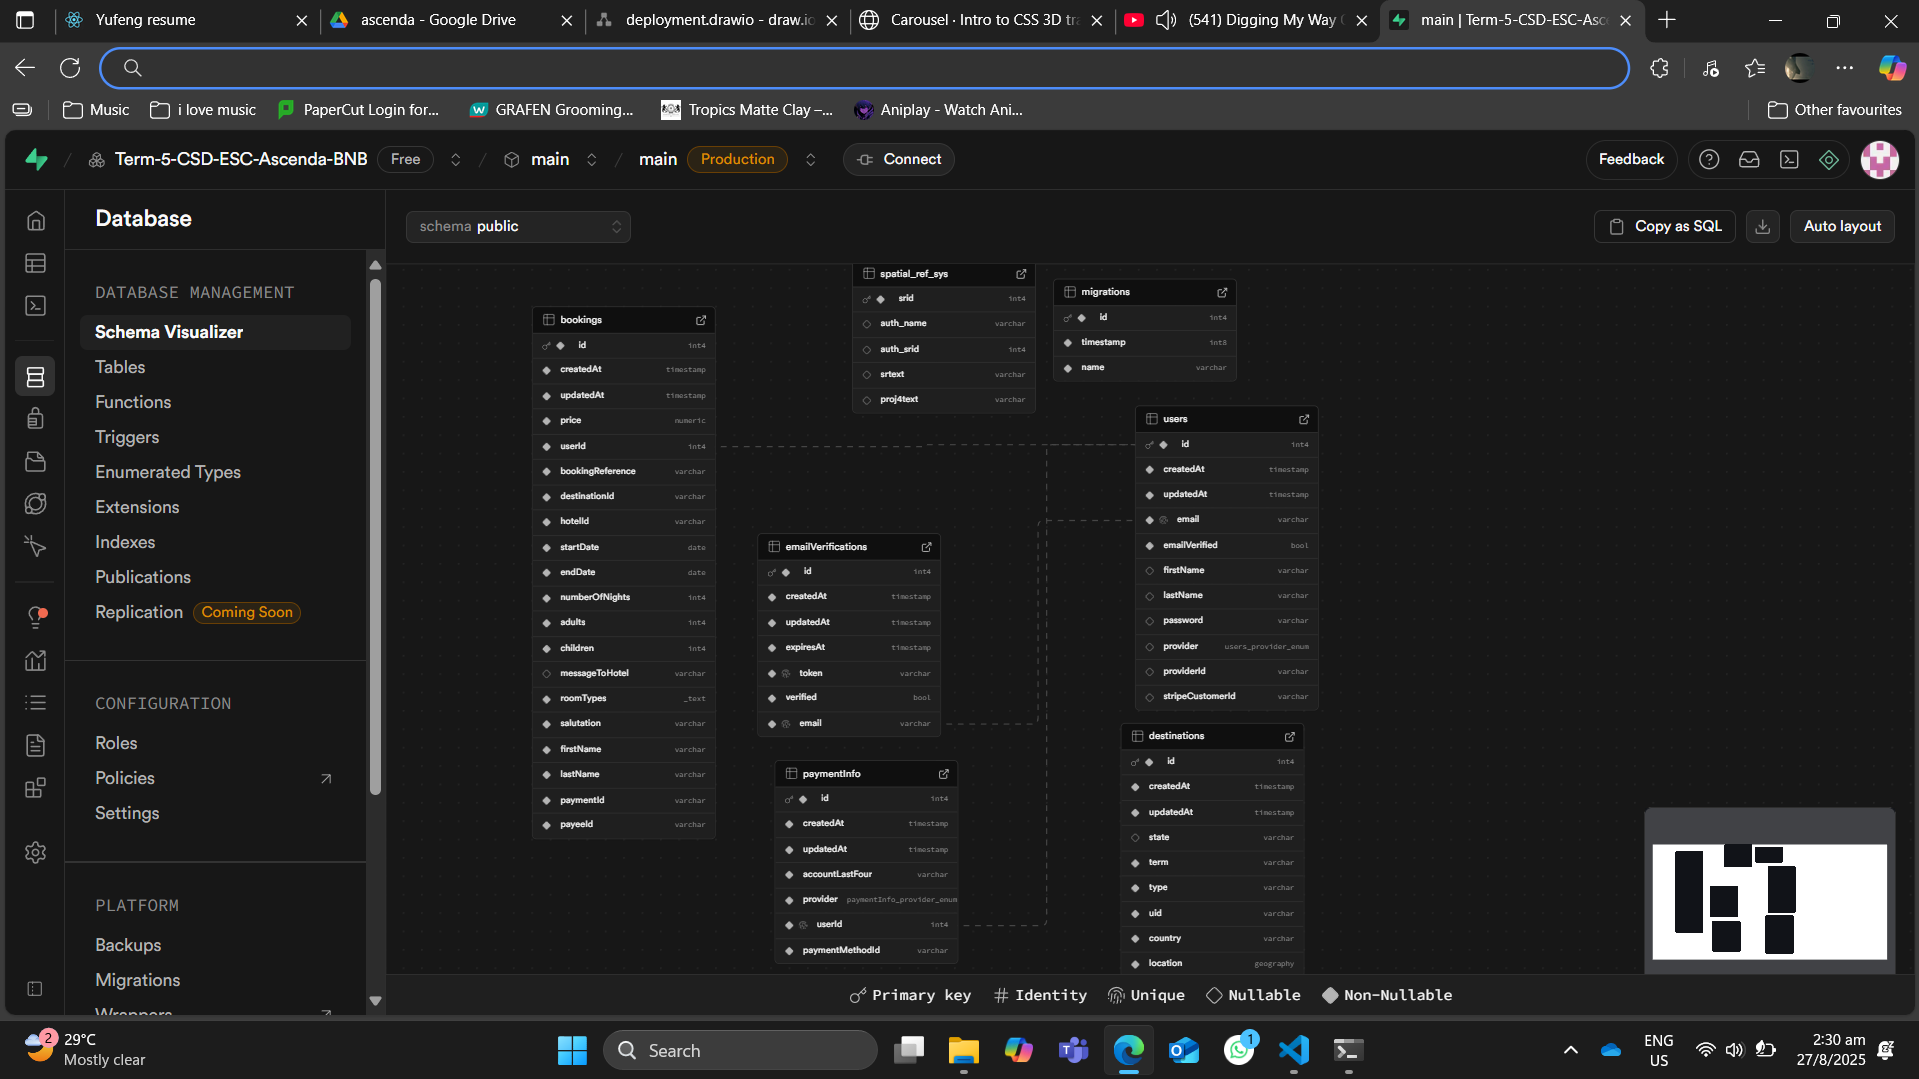 Yufeng resume
ascenda - Google Drive
deployment.drawio - draw.io
Carousel · Intro to CSS 3D tra
(541) Digging My Way
main | Term-5-CSD-ESC-Asc
Music
i love music
PaperCut Login for...
GRAFEN Grooming...
Tropics Matte Clay –...
Aniplay - Watch Ani...
Other favourites
Term-5-CSD-ESC-Ascenda-BNB
Free
main
main
Production
Connect
Feedback
Database
schema public
Copy as SQL
Auto layout
DATABASE MANAGEMENT
Schema Visualizer
Tables
Functions
Triggers
Enumerated Types
Extensions
Indexes
Publications
Replication Coming Soon
CONFIGURATION
Roles
Policies
Settings
PLATFORM
Backups
Migrations
Wrappers
bookings
id int4
createdAt timestamp
updatedAt timestamp
price numeric
userId int4
bookingReference varchar
destinationId varchar
hotelId varchar
startDate date
endDate date
numberOfNights int4
adults int4
children int4
messageToHotel varchar
roomTypes _text
salutation varchar
firstName varchar
lastName varchar
paymentId varchar
payeeId varchar
spatial_ref_sys
srid int4
auth_name varchar
auth_srid int4
srtext varchar
proj4text varchar
migrations
id int4
timestamp int8
name varchar
emailVerifications
id int4
createdAt timestamp
updatedAt timestamp
expiresAt timestamp
token varchar
verified bool
email varchar
users
id int4
createdAt timestamp
updatedAt timestamp
email varchar
emailVerified bool
firstName varchar
lastName varchar
password varchar
provider users_provider_enum
providerId varchar
stripeCustomerId varchar
paymentInfo
id int4
createdAt timestamp
updatedAt timestamp
accountLastFour varchar
provider paymentInfo_provider_enum
userId int4
paymentMethodId varchar
destinations
id int4
createdAt timestamp
updatedAt timestamp
state varchar
term varchar
type varchar
uid varchar
country varchar
location geography
Primary key
Identity
Unique
Nullable
Non-Nullable
2
29°C
Mostly clear
Search
1
ENG
US
2:30 am
27/8/2025